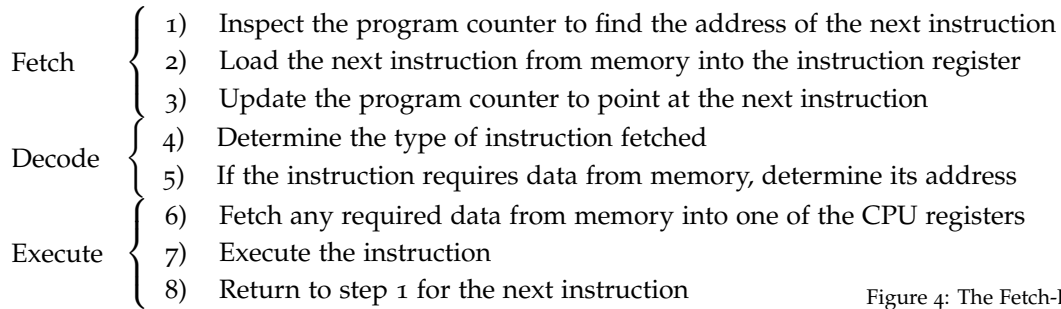 Fetch
1) Inspect the program counter to find the address of the next instruction
2) Load the next instruction from memory into the instruction register
3) Update the program counter to point at the next instruction
Decode
4) Determine the type of instruction fetched
5) If the instruction requires data from memory, determine its address
Execute
6) Fetch any required data from memory into one of the CPU registers
7) Execute the instruction
8) Return to step 1 for the next instruction
Figure 4: The Fetch-